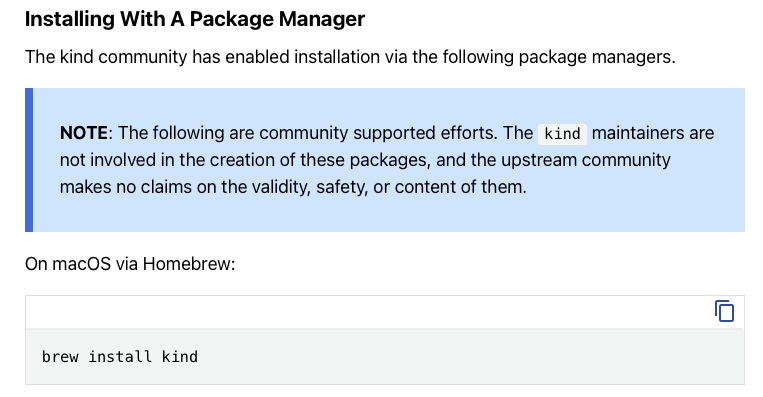 Installing With A Package Manager
The kind community has enabled installation via the following package managers.
NOTE: The following are community supported efforts. The kind maintainers are
not involved in the creation of these packages, and the upstream community
makes no claims on the validity, safety, or content of them.
On macOS via Homebrew:
brew install kind